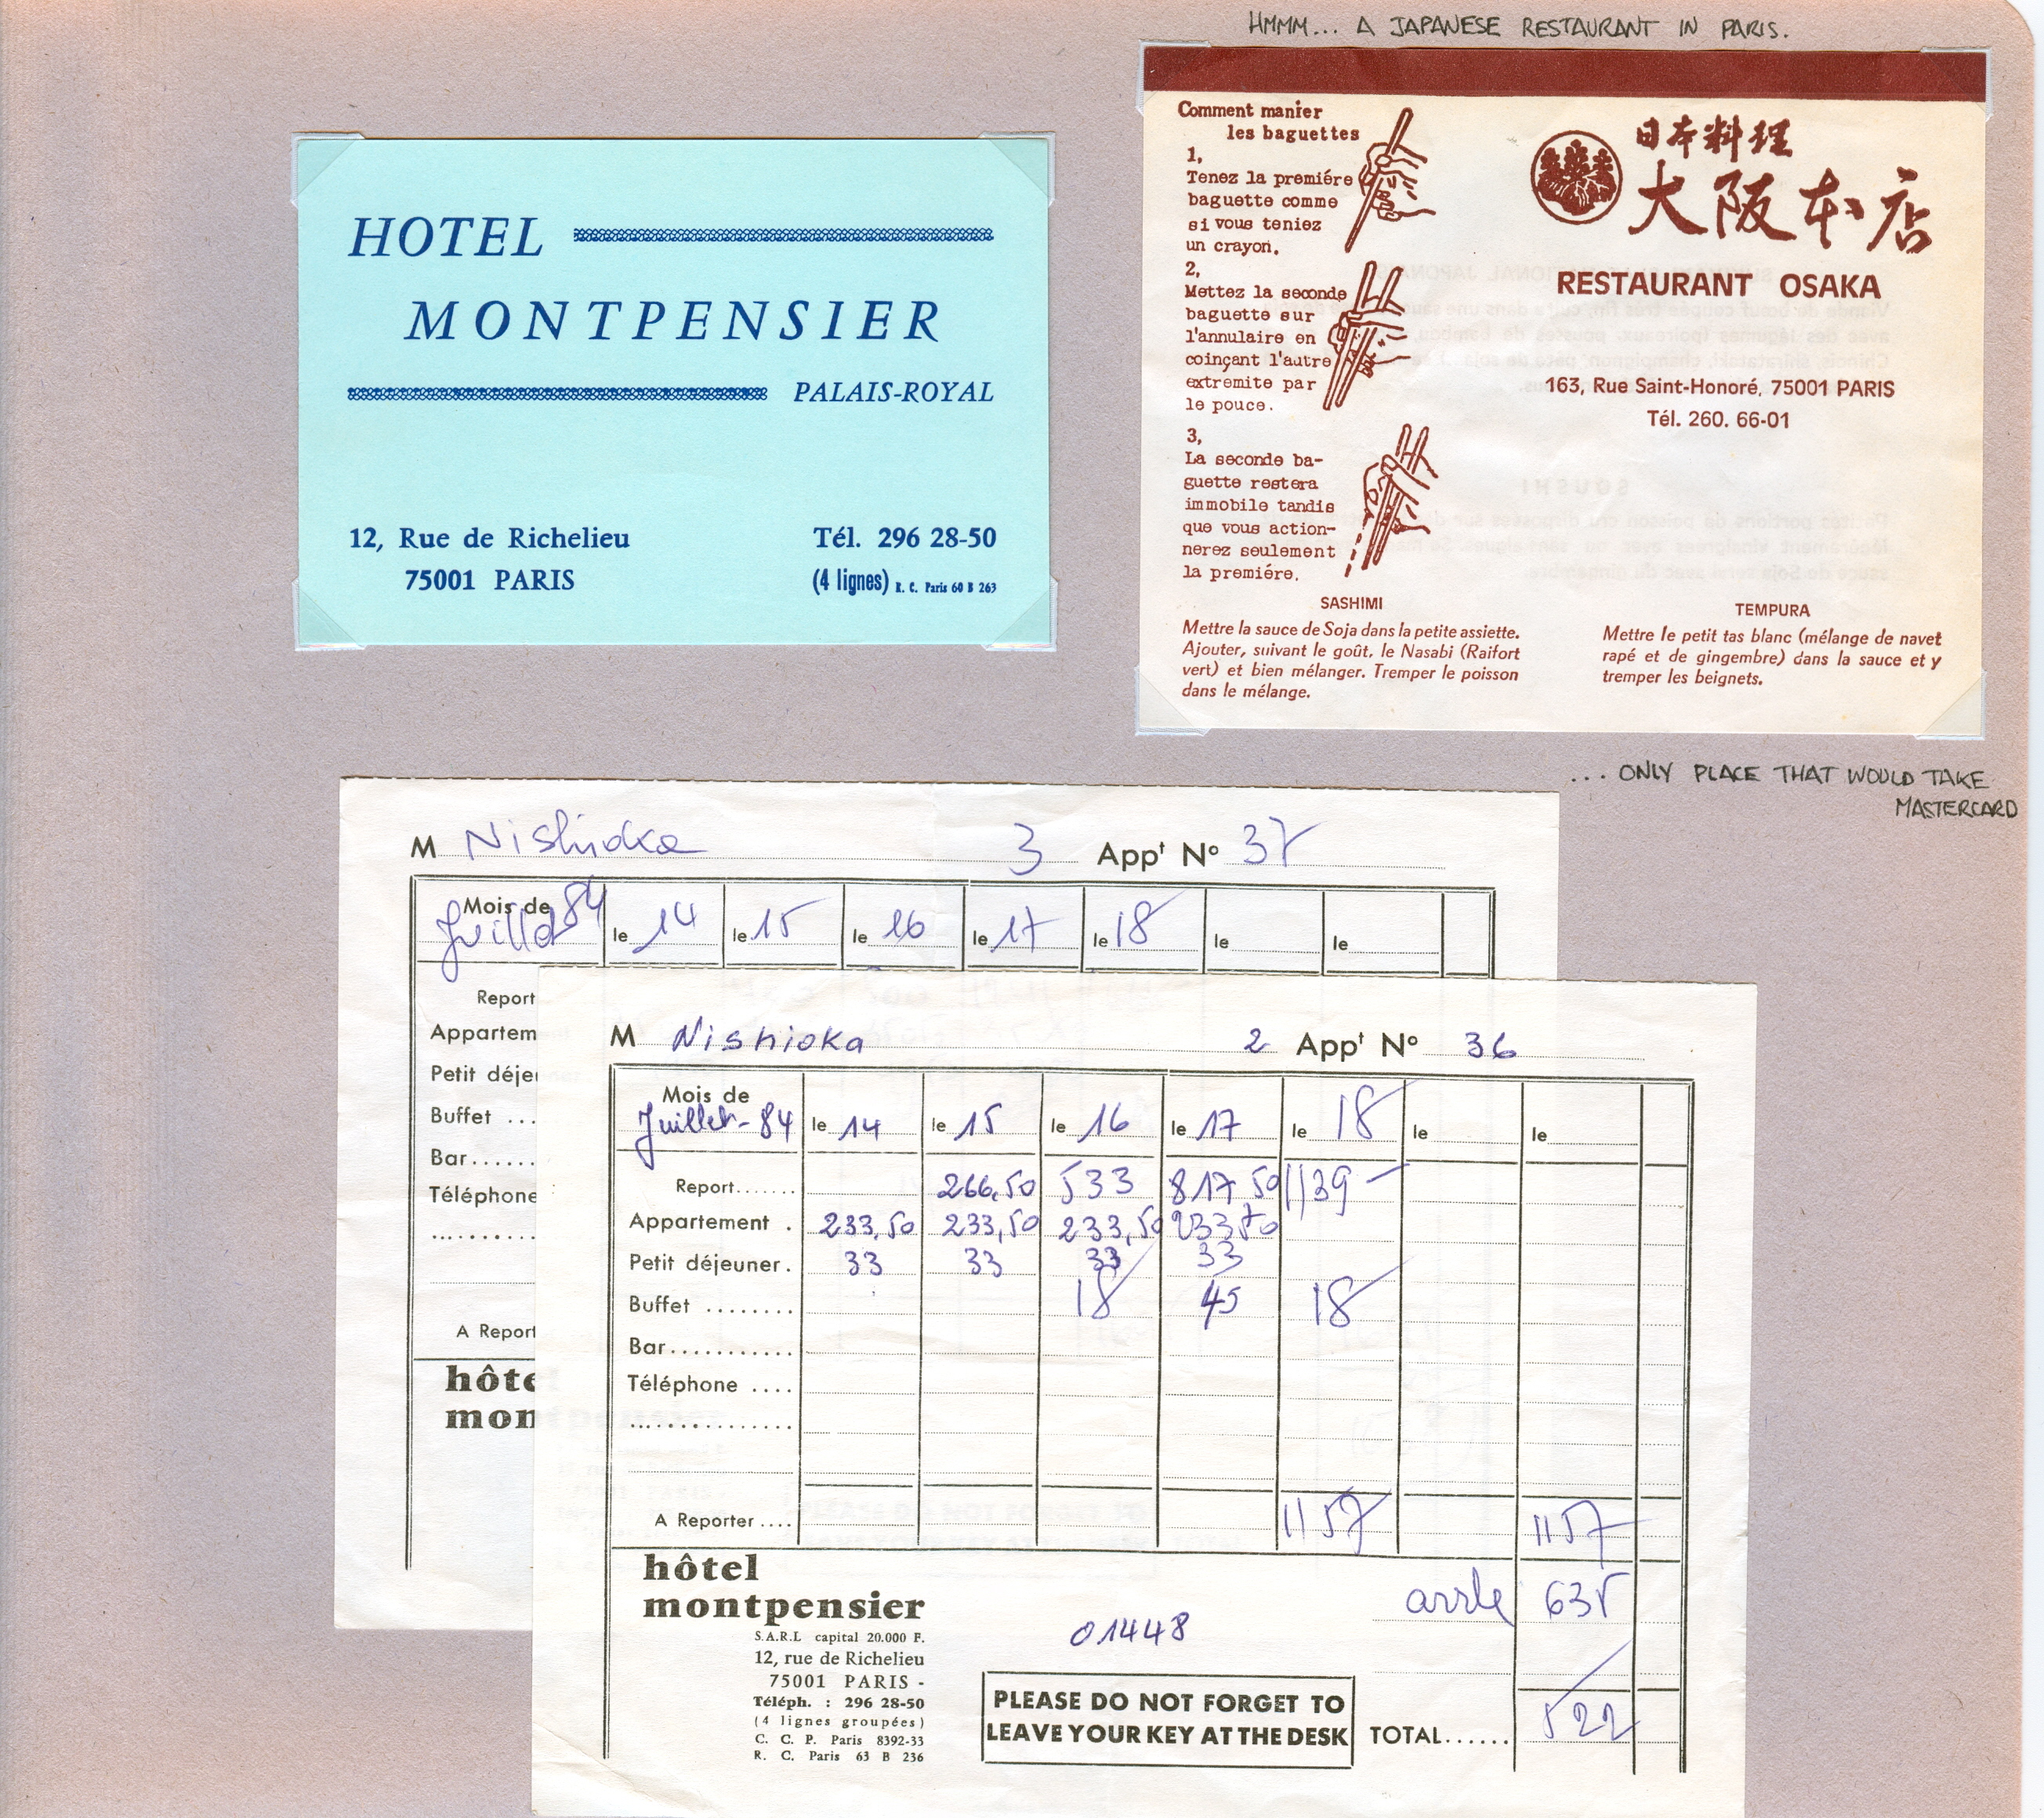 HMMM... A JAPANESE RESTAURANT IN PARIS.
HOTEL
MONTPENSIER
PALAIS-ROYAL
12, Rue de Richelieu
75001 PARIS
Tél. 296 28-50
(4 lignes) R. C. Paris 60 B 263
Comment manier
les baguettes
1,
Tenez la premiére
baguette comme
si vous teniez
un crayon.
2,
Mettez la seconde
baguette sur
l'annulaire en
coinçant l'autre
extremite par
le pouce.
3,
La seconde ba-
guette restera
immobile tandis
que vous action-
nerez seulement
la premiére.
日本料理
大阪本店
RESTAURANT OSAKA
163, Rue Saint-Honoré, 75001 PARIS
Tél. 260. 66-01
SASHIMI
Mettre la sauce de Soja dans la petite assiette.
Ajouter, suivant le goût, le Nasabi (Raifort
vert) et bien mélanger. Tremper le poisson
dans le mélange.
TEMPURA
Mettre le petit tas blanc (mélange de navet
rapé et de gingembre) dans la sauce et y
tremper les beignets.
... ONLY PLACE THAT WOULD TAKE
MASTERCARD
M Nishioka 3 Appt No 37
Mois de
Juillet 84 le 14 le 15 le 16 le 17 le 18 le le
Report
Appartem
Petit déje
Buffet ...
Bar......
Téléphone
A Report
hôte
mon
M Nishioka 2 Appt No 36
Mois de
Juillet-84 le 14 le 15 le 16 le 17 le 18 le le
Report....... 266,50 533 817 50 1139-
Appartement . 233,50 233,50 233,50 233 50
Petit déjeuner. 33 33 33 33
Buffet ........ 18 45 18
Bar...........
Téléphone ....
A Reporter .... 1157 1157
hôtel
montpensier
S.A.R.L capital 20.000 F.
12, rue de Richelieu
75001 PARIS -
Téléph. : 296 28-50
(4 lignes groupées)
C. C. P. Paris 8392-33
R. C. Paris 63 B 236
01448
PLEASE DO NOT FORGET TO
LEAVE YOUR KEY AT THE DESK
635
TOTAL...... 522